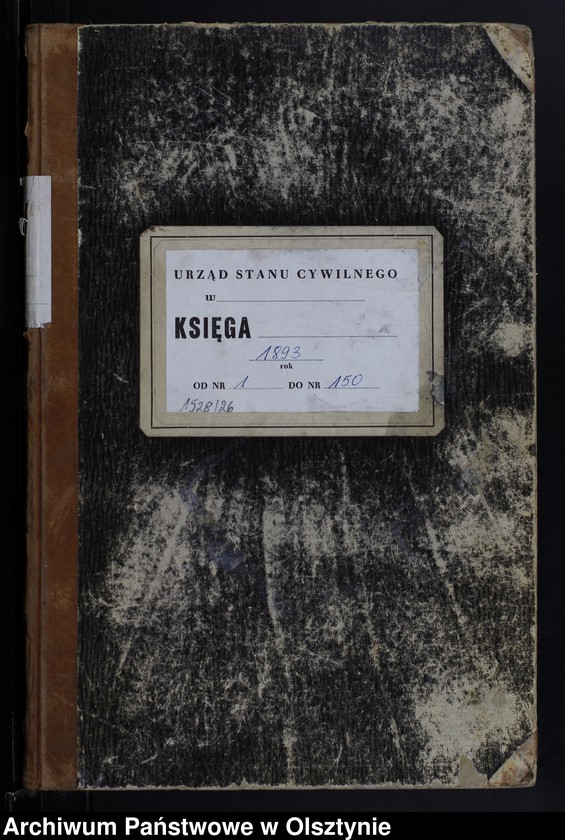 URZĄD STANU CYWILNEGO
w
KSIĘGA
1893
rok
OD NR 1 DO NR 150
1528/26
Archiwum Państwowe w Olsztynie